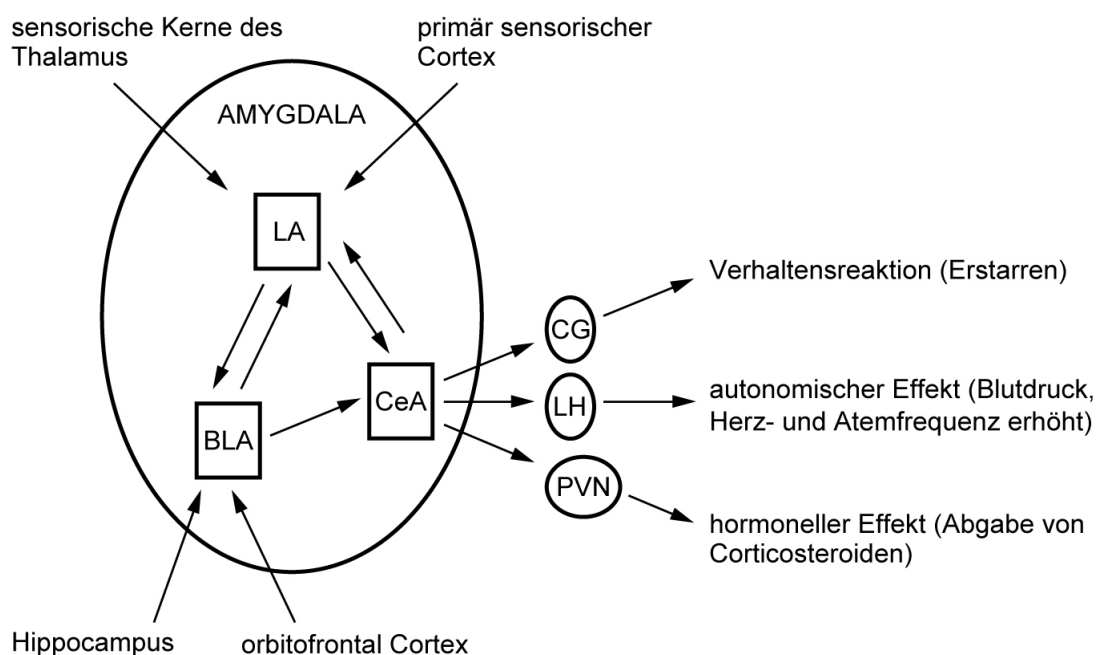 sensorische Kerne des
Thalamus
primär sensorischer
Cortex
AMYGDALA
LA
BLA
CeA
CG
LH
PVN
Verhaltensreaktion (Erstarren)
autonomischer Effekt (Blutdruck,
Herz- und Atemfrequenz erhöht)
hormoneller Effekt (Abgabe von
Corticosteroiden)
Hippocampus
orbitofrontal Cortex